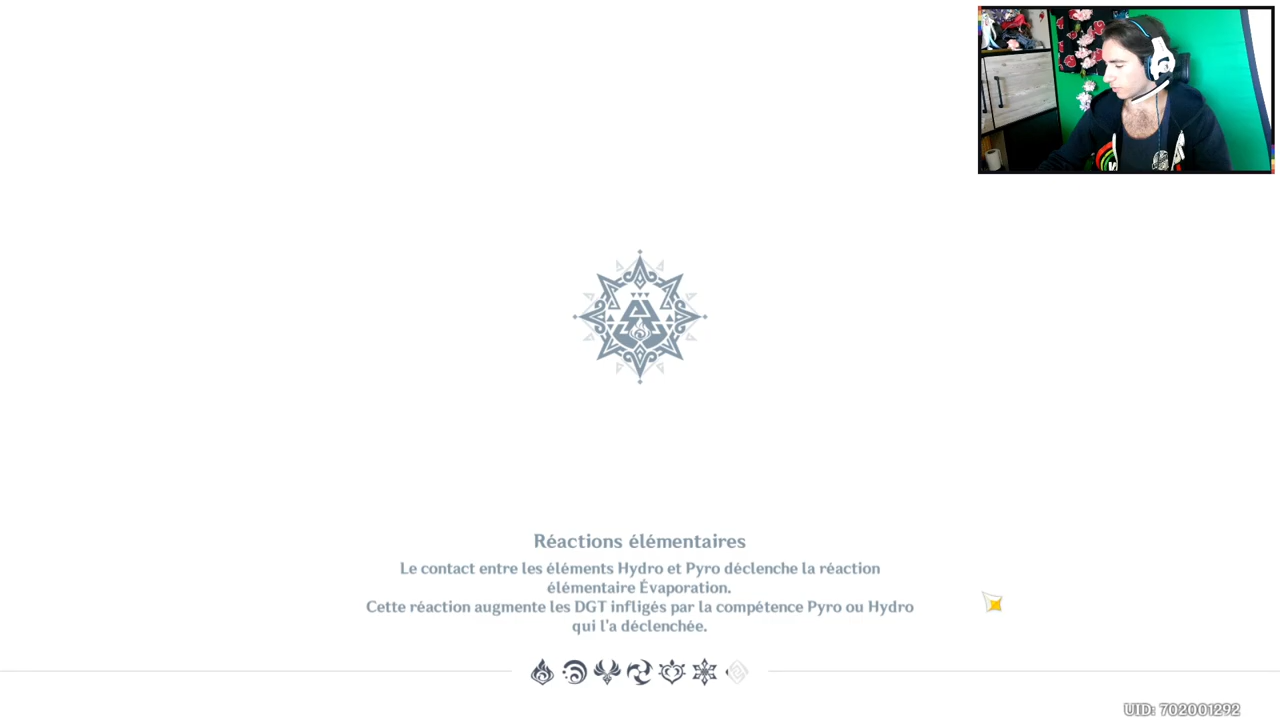 Réactions élémentaires
Le contact entre les éléments Hydro et Pyro déclenche la réaction
élémentaire Évaporation.
Cette réaction augmente les DGT infligés par la compétence Pyro ou Hydro
qui l'a déclenchée.
UID: 702001292